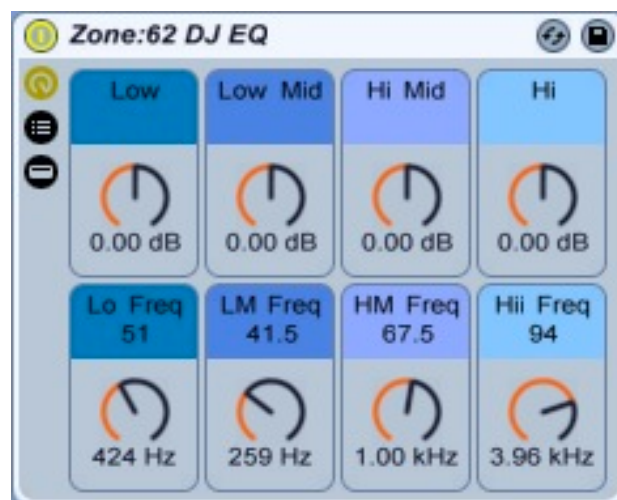 Zone:62 DJ EQ
Low Low Mid Hi Mid Hi
0.00 dB 0.00 dB 0.00 dB 0.00 dB
Lo Freq LM Freq HM Freq Hii Freq
51 41.5 67.5 94
424 Hz 259 Hz 1.00 kHz 3.96 kHz